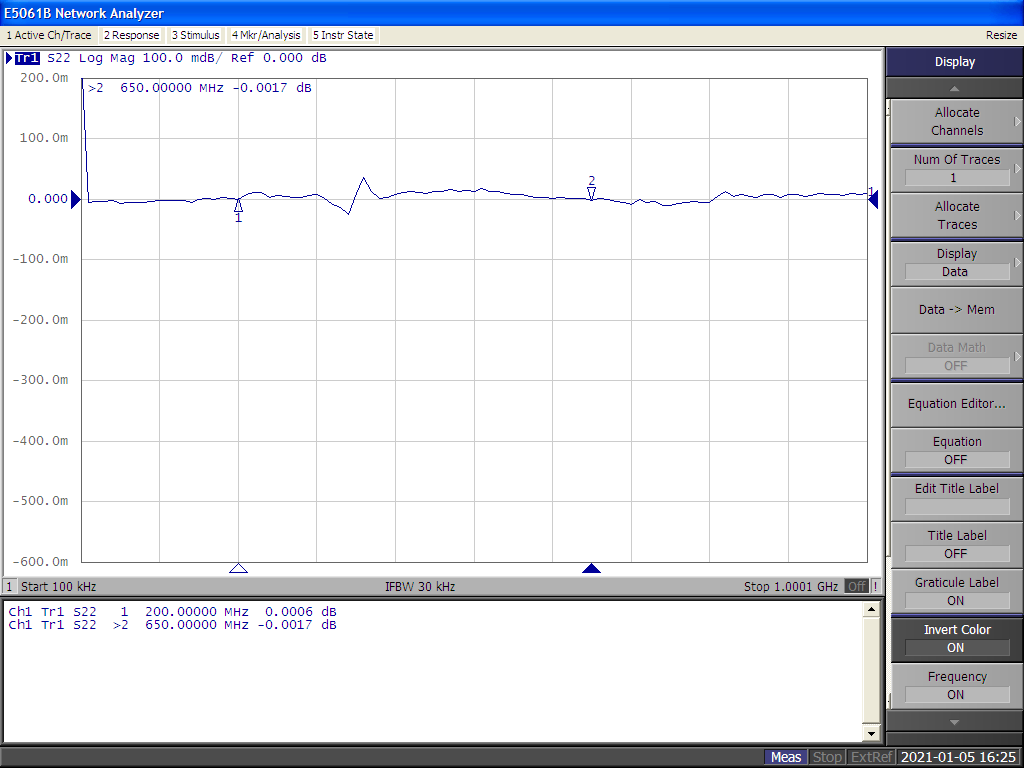 E5061B Network Analyzer
1 Active Ch/Trace 2 Response 3 Stimulus 4 Mkr/Analysis 5 Instr State Resize
Tr1 S22 Log Mag 100.0 mdB/ Ref 0.000 dB
200.0m
>2 650.00000 MHz -0.0017 dB
100.0m
0.000
-100.0m
-200.0m
-300.0m
-400.0m
-500.0m
-600.0m
1
2
1
1 Start 100 kHz IFBW 30 kHz Stop 1.0001 GHz Off !
Ch1 Tr1 S22 1 200.00000 MHz 0.0006 dB
Ch1 Tr1 S22 >2 650.00000 MHz -0.0017 dB
Display
Allocate
Channels
Num Of Traces
1
Allocate
Traces
Display
Data
Data -> Mem
Data Math
OFF
Equation Editor...
Equation
OFF
Edit Title Label
Title Label
OFF
Graticule Label
ON
Invert Color
ON
Frequency
ON
Meas Stop ExtRef 2021-01-05 16:25